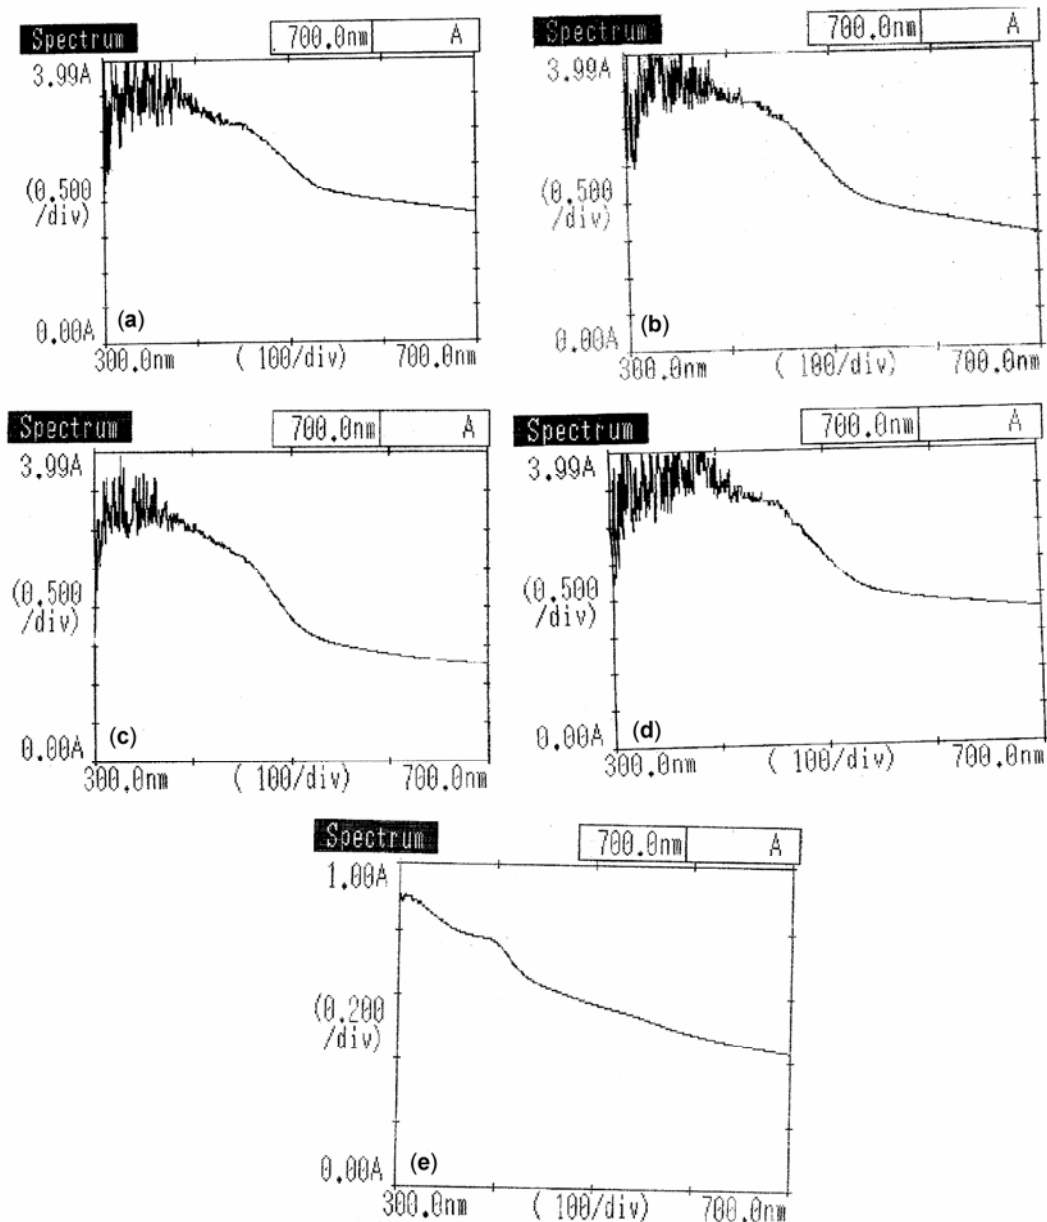 Spectrum 700.0nm A
3.99A
(0.500
/div)
0.00A
(a)
300.0nm ( 100/div) 700.0nm
Spectrum 700.0nm A
3.99A
(0.500
/div)
0.00A
(b)
300.0nm ( 100/div) 700.0nm
Spectrum 700.0nm A
3.99A
(0.500
/div)
0.00A
(c)
300.0nm ( 100/div) 700.0nm
Spectrum 700.0nm A
3.99A
(0.500
/div)
0.00A
(d)
300.0nm ( 100/div) 700.0nm
Spectrum 700.0nm A
1.00A
(0.200
/div)
0.00A
(e)
300.0nm ( 100/div) 700.0nm